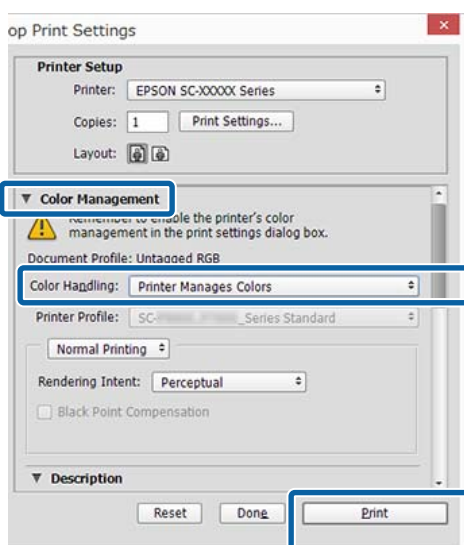 op Print Settings
Printer Setup
Printer: EPSON SC-XXXXX Series
Copies: 1 Print Settings...
Layout:
Color Management
Remember to enable the printer's color
management in the print settings dialog box.
Document Profile: Untagged RGB
Color Handling: Printer Manages Colors
Printer Profile: SC- _Series Standard
Normal Printing
Rendering Intent: Perceptual
Black Point Compensation
Description
Reset Done Print